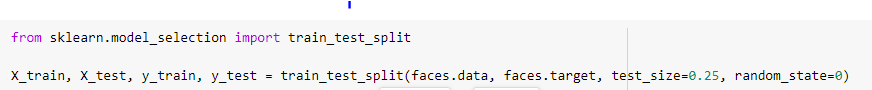 from sklearn.model_selection import train_test_split
X_train, X_test, y_train, y_test = train_test_split(faces.data, faces.target, test_size=0.25, random_state=0)